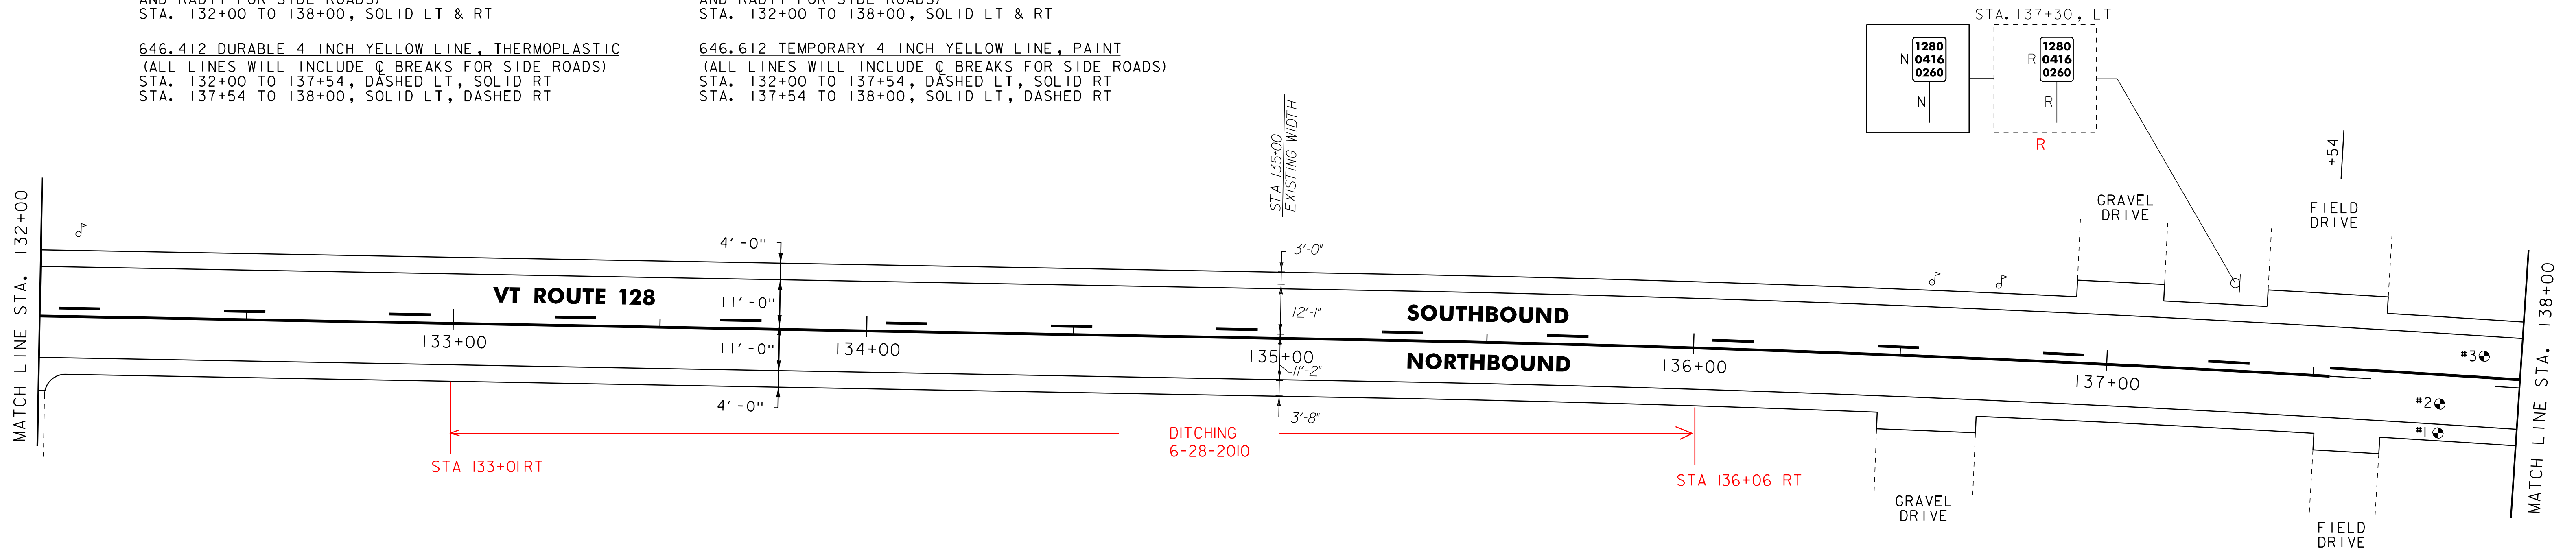 STA. 132+00 TO 138+00, SOLID LT & RT
646.412 DURABLE 4 INCH YELLOW LINE, THERMOPLASTIC
(ALL LINES WILL INCLUDE ℄ BREAKS FOR SIDE ROADS)
STA. 132+00 TO 137+54, DASHED LT, SOLID RT
STA. 137+54 TO 138+00, SOLID LT, DASHED RT
AND RADII FOR SIDE ROADS)
STA. 132+00 TO 138+00, SOLID LT & RT
646.612 TEMPORARY 4 INCH YELLOW LINE, PAINT
(ALL LINES WILL INCLUDE ℄ BREAKS FOR SIDE ROADS)
STA. 132+00 TO 137+54, DASHED LT, SOLID RT
STA. 137+54 TO 138+00, SOLID LT, DASHED RT
STA. 137+30, LT
N
1280
0416
0260
N
R
1280
0416
0260
R
R
STA 135+00
EXISTING WIDTH
+54
GRAVEL
DRIVE
FIELD
DRIVE
MATCH LINE STA. 132+00
4'-0"
3'-0"
VT ROUTE 128
11'-0"
12'-1"
SOUTHBOUND
133+00
11'-0"
134+00
135+00
11'-2"
NORTHBOUND
136+00
137+00
4'-0"
3'-8"
#3
#2
#1
MATCH LINE STA. 138+00
DITCHING
6-28-2010
STA 133+01RT
STA 136+06 RT
GRAVEL
DRIVE
FIELD
DRIVE